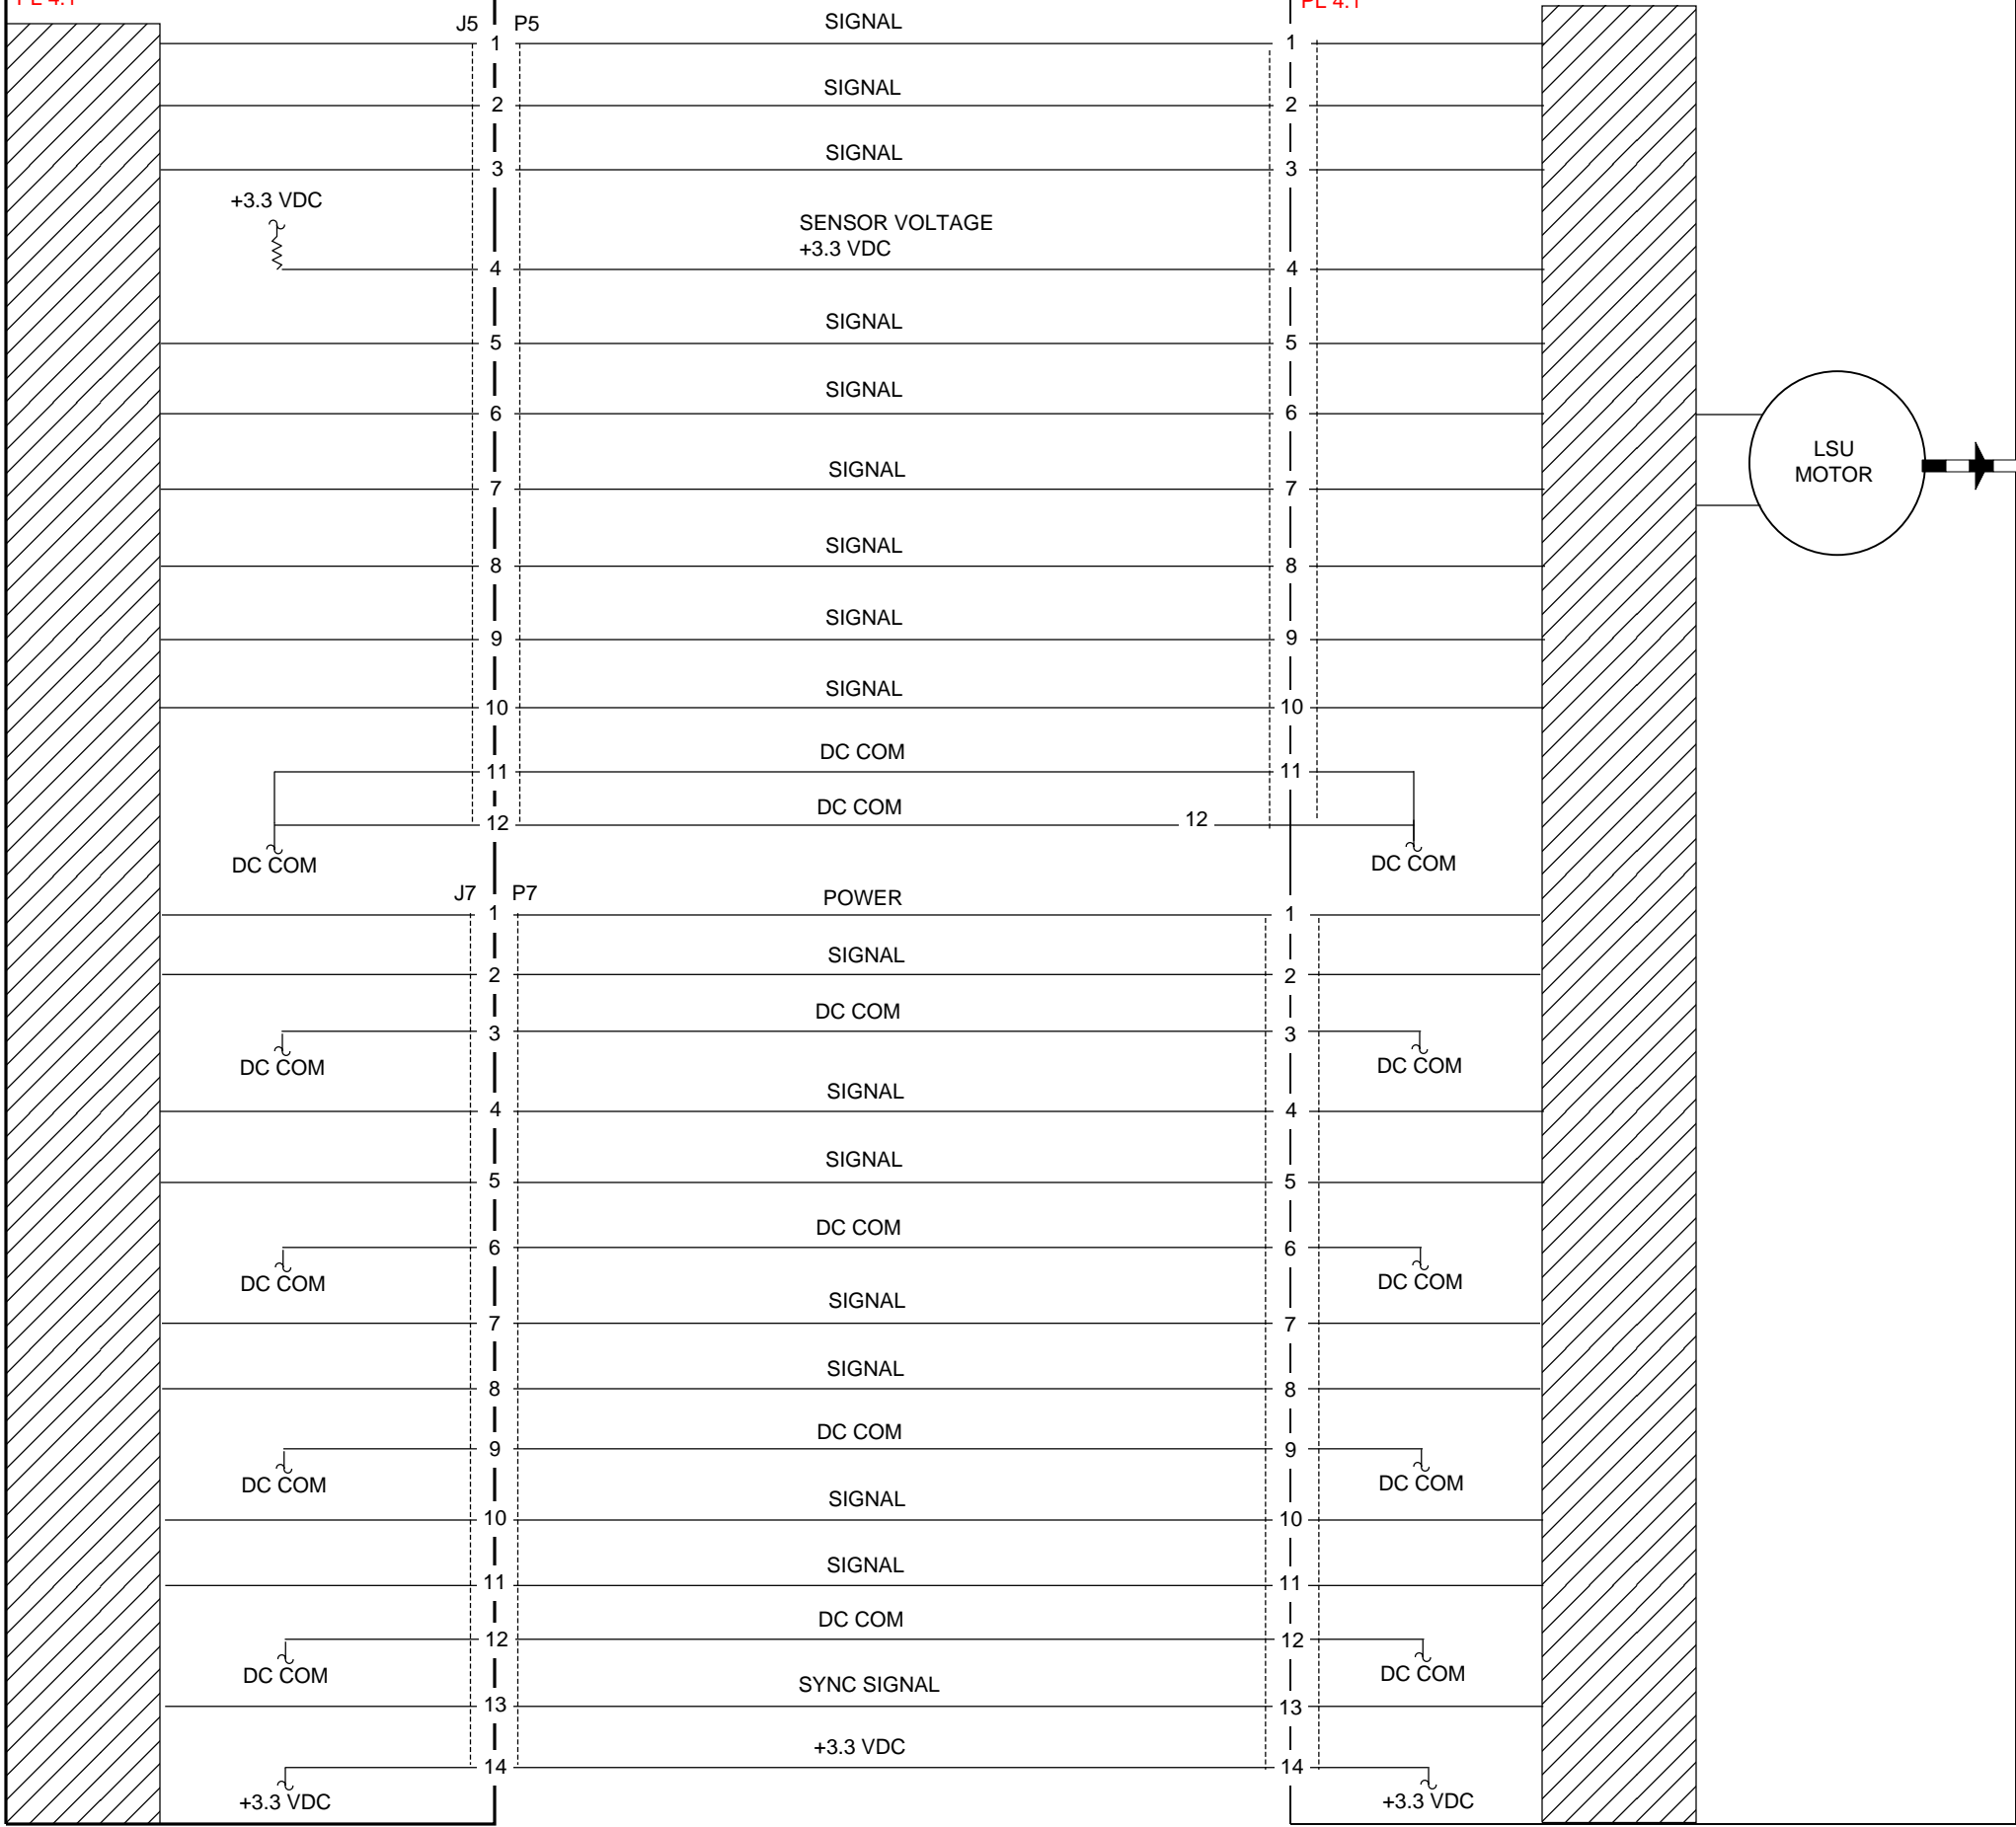 PL 4.1
PL 4.1
J5 P5 SIGNAL
1 1
SIGNAL
2 2
SIGNAL
3 3
+3.3 VDC
SENSOR VOLTAGE
+3.3 VDC
4 4
SIGNAL
5 5
SIGNAL
6 6
LSU
MOTOR
SIGNAL
7 7
SIGNAL
8 8
SIGNAL
9 9
SIGNAL
10 10
DC COM
11 11
DC COM
12 12
DC COM DC COM
J7 P7 POWER
1 1
SIGNAL
2 2
DC COM
3 3
DC COM DC COM
SIGNAL
4 4
SIGNAL
5 5
DC COM
6 6
DC COM DC COM
SIGNAL
7 7
SIGNAL
8 8
DC COM
9 9
DC COM DC COM
SIGNAL
10 10
SIGNAL
11 11
DC COM
12 12
DC COM DC COM
SYNC SIGNAL
13 13
+3.3 VDC
14 14
+3.3 VDC +3.3 VDC